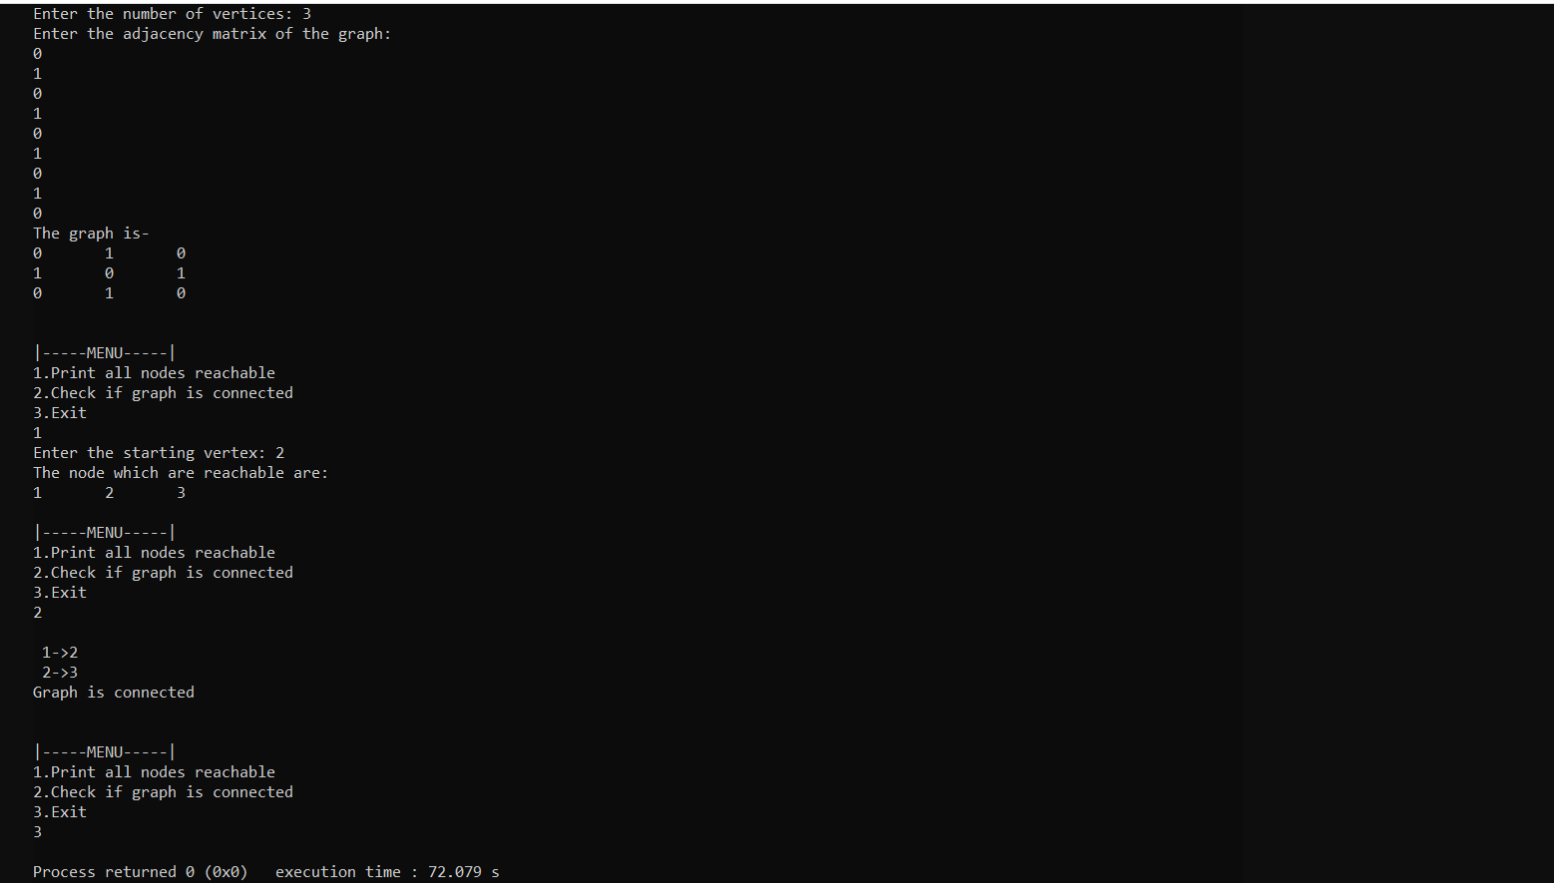 Enter the number of vertices: 3
Enter the adjacency matrix of the graph:
0
1
0
1
0
1
0
1
0
The graph is-
0       1       0
1       0       1
0       1       0
|-----MENU-----|
1.Print all nodes reachable
2.Check if graph is connected
3.Exit
1
Enter the starting vertex: 2
The node which are reachable are:
1       2       3
|-----MENU-----|
1.Print all nodes reachable
2.Check if graph is connected
3.Exit
2
 1->2
 2->3
Graph is connected
|-----MENU-----|
1.Print all nodes reachable
2.Check if graph is connected
3.Exit
3
Process returned 0 (0x0)   execution time : 72.079 s